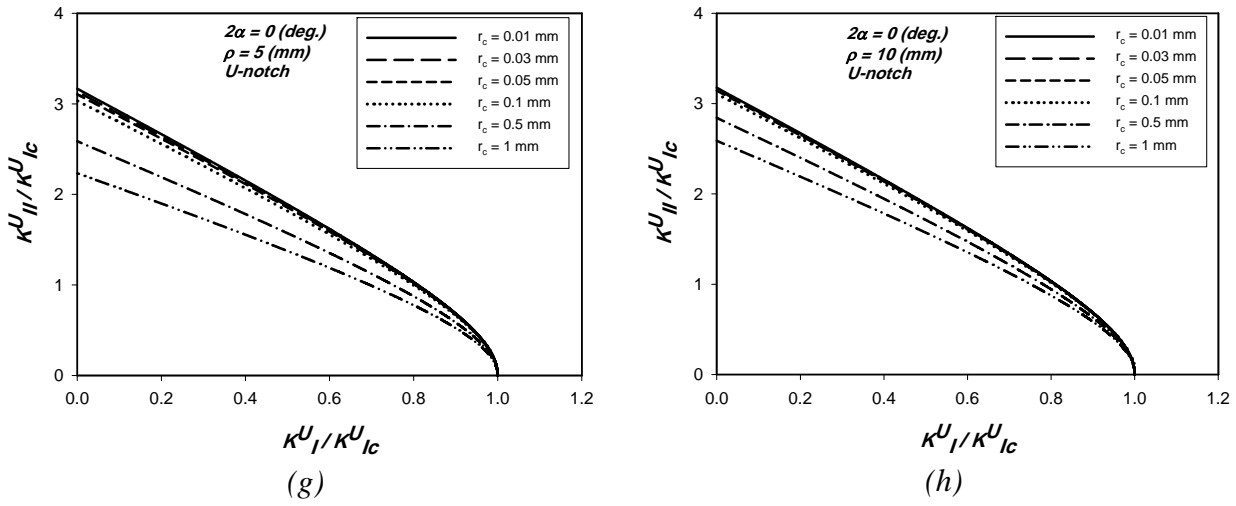 4
3
2
1
0
K^U_II / K^U_Ic
2α = 0 (deg.)
ρ = 5 (mm)
U-notch
r_c = 0.01 mm
r_c = 0.03 mm
r_c = 0.05 mm
r_c = 0.1 mm
r_c = 0.5 mm
r_c = 1 mm
0.0 0.2 0.4 0.6 0.8 1.0 1.2
K^U_I / K^U_Ic
(g)
4
3
2
1
0
K^U_II / K^U_Ic
2α = 0 (deg.)
ρ = 10 (mm)
U-notch
r_c = 0.01 mm
r_c = 0.03 mm
r_c = 0.05 mm
r_c = 0.1 mm
r_c = 0.5 mm
r_c = 1 mm
0.0 0.2 0.4 0.6 0.8 1.0 1.2
K^U_I / K^U_Ic
(h)